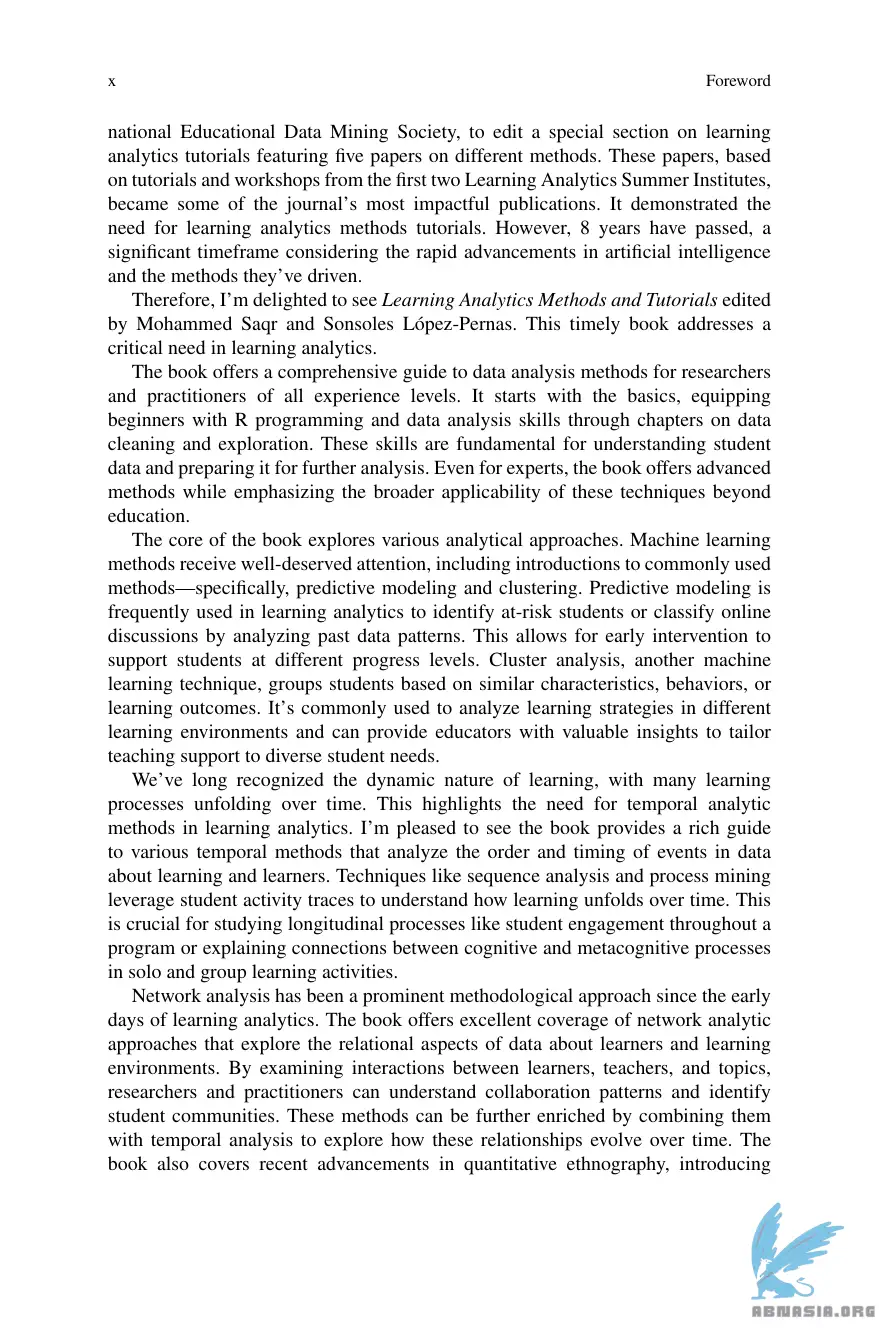 x Foreword
national Educational Data Mining Society, to edit a special section on learning
analytics tutorials featuring five papers on different methods. These papers, based
on tutorials and workshops from the first two Learning Analytics Summer Institutes,
became some of the journal’s most impactful publications. It demonstrated the
need for learning analytics methods tutorials. However, 8 years have passed, a
significant timeframe considering the rapid advancements in artificial intelligence
and the methods they’ve driven.
Therefore, I’m delighted to see Learning Analytics Methods and Tutorials edited
by Mohammed Saqr and Sonsoles López-Pernas. This timely book addresses a
critical need in learning analytics.
The book offers a comprehensive guide to data analysis methods for researchers
and practitioners of all experience levels. It starts with the basics, equipping
beginners with R programming and data analysis skills through chapters on data
cleaning and exploration. These skills are fundamental for understanding student
data and preparing it for further analysis. Even for experts, the book offers advanced
methods while emphasizing the broader applicability of these techniques beyond
education.
The core of the book explores various analytical approaches. Machine learning
methods receive well-deserved attention, including introductions to commonly used
methods—specifically, predictive modeling and clustering. Predictive modeling is
frequently used in learning analytics to identify at-risk students or classify online
discussions by analyzing past data patterns. This allows for early intervention to
support students at different progress levels. Cluster analysis, another machine
learning technique, groups students based on similar characteristics, behaviors, or
learning outcomes. It’s commonly used to analyze learning strategies in different
learning environments and can provide educators with valuable insights to tailor
teaching support to diverse student needs.
We’ve long recognized the dynamic nature of learning, with many learning
processes unfolding over time. This highlights the need for temporal analytic
methods in learning analytics. I’m pleased to see the book provides a rich guide
to various temporal methods that analyze the order and timing of events in data
about learning and learners. Techniques like sequence analysis and process mining
leverage student activity traces to understand how learning unfolds over time. This
is crucial for studying longitudinal processes like student engagement throughout a
program or explaining connections between cognitive and metacognitive processes
in solo and group learning activities.
Network analysis has been a prominent methodological approach since the early
days of learning analytics. The book offers excellent coverage of network analytic
approaches that explore the relational aspects of data about learners and learning
environments. By examining interactions between learners, teachers, and topics,
researchers and practitioners can understand collaboration patterns and identify
student communities. These methods can be further enriched by combining them
with temporal analysis to explore how these relationships evolve over time. The
book also covers recent advancements in quantitative ethnography, introducing
ABNASIA.ORG